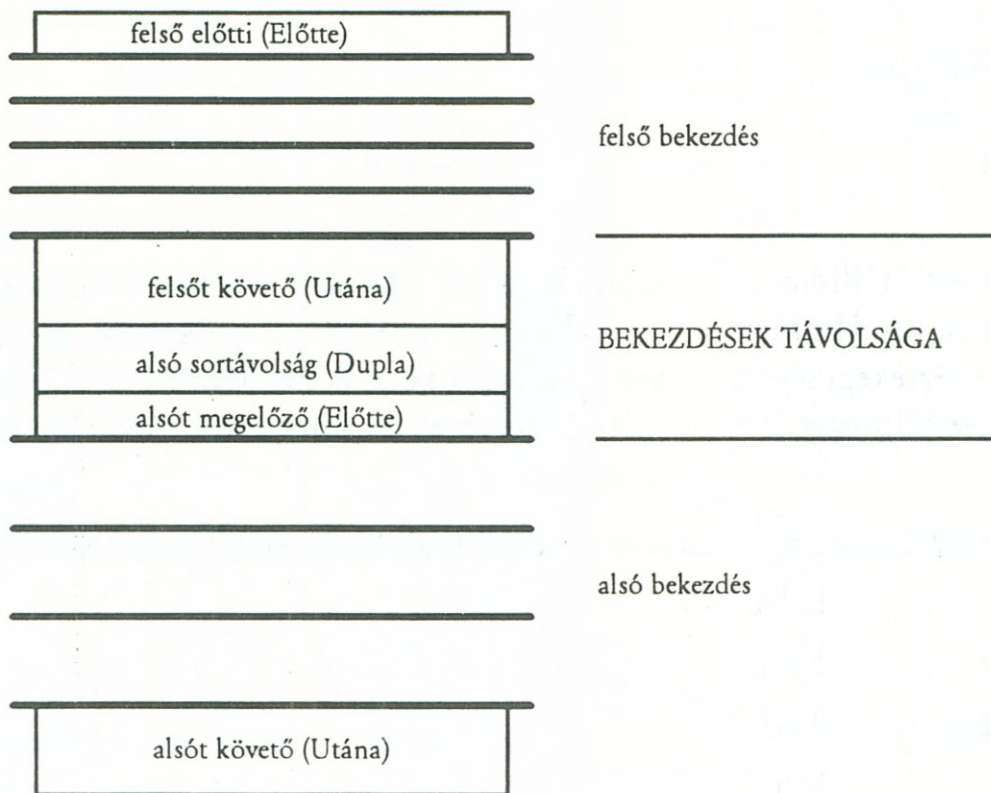 felső előtti (Előtte)
felső bekezdés
felsőt követő (Utána)
BEKEZDÉSEK TÁVOLSÁGA
alsó sortávolság (Dupla)
alsót megelőző (Előtte)
alsó bekezdés
alsót követő (Utána)